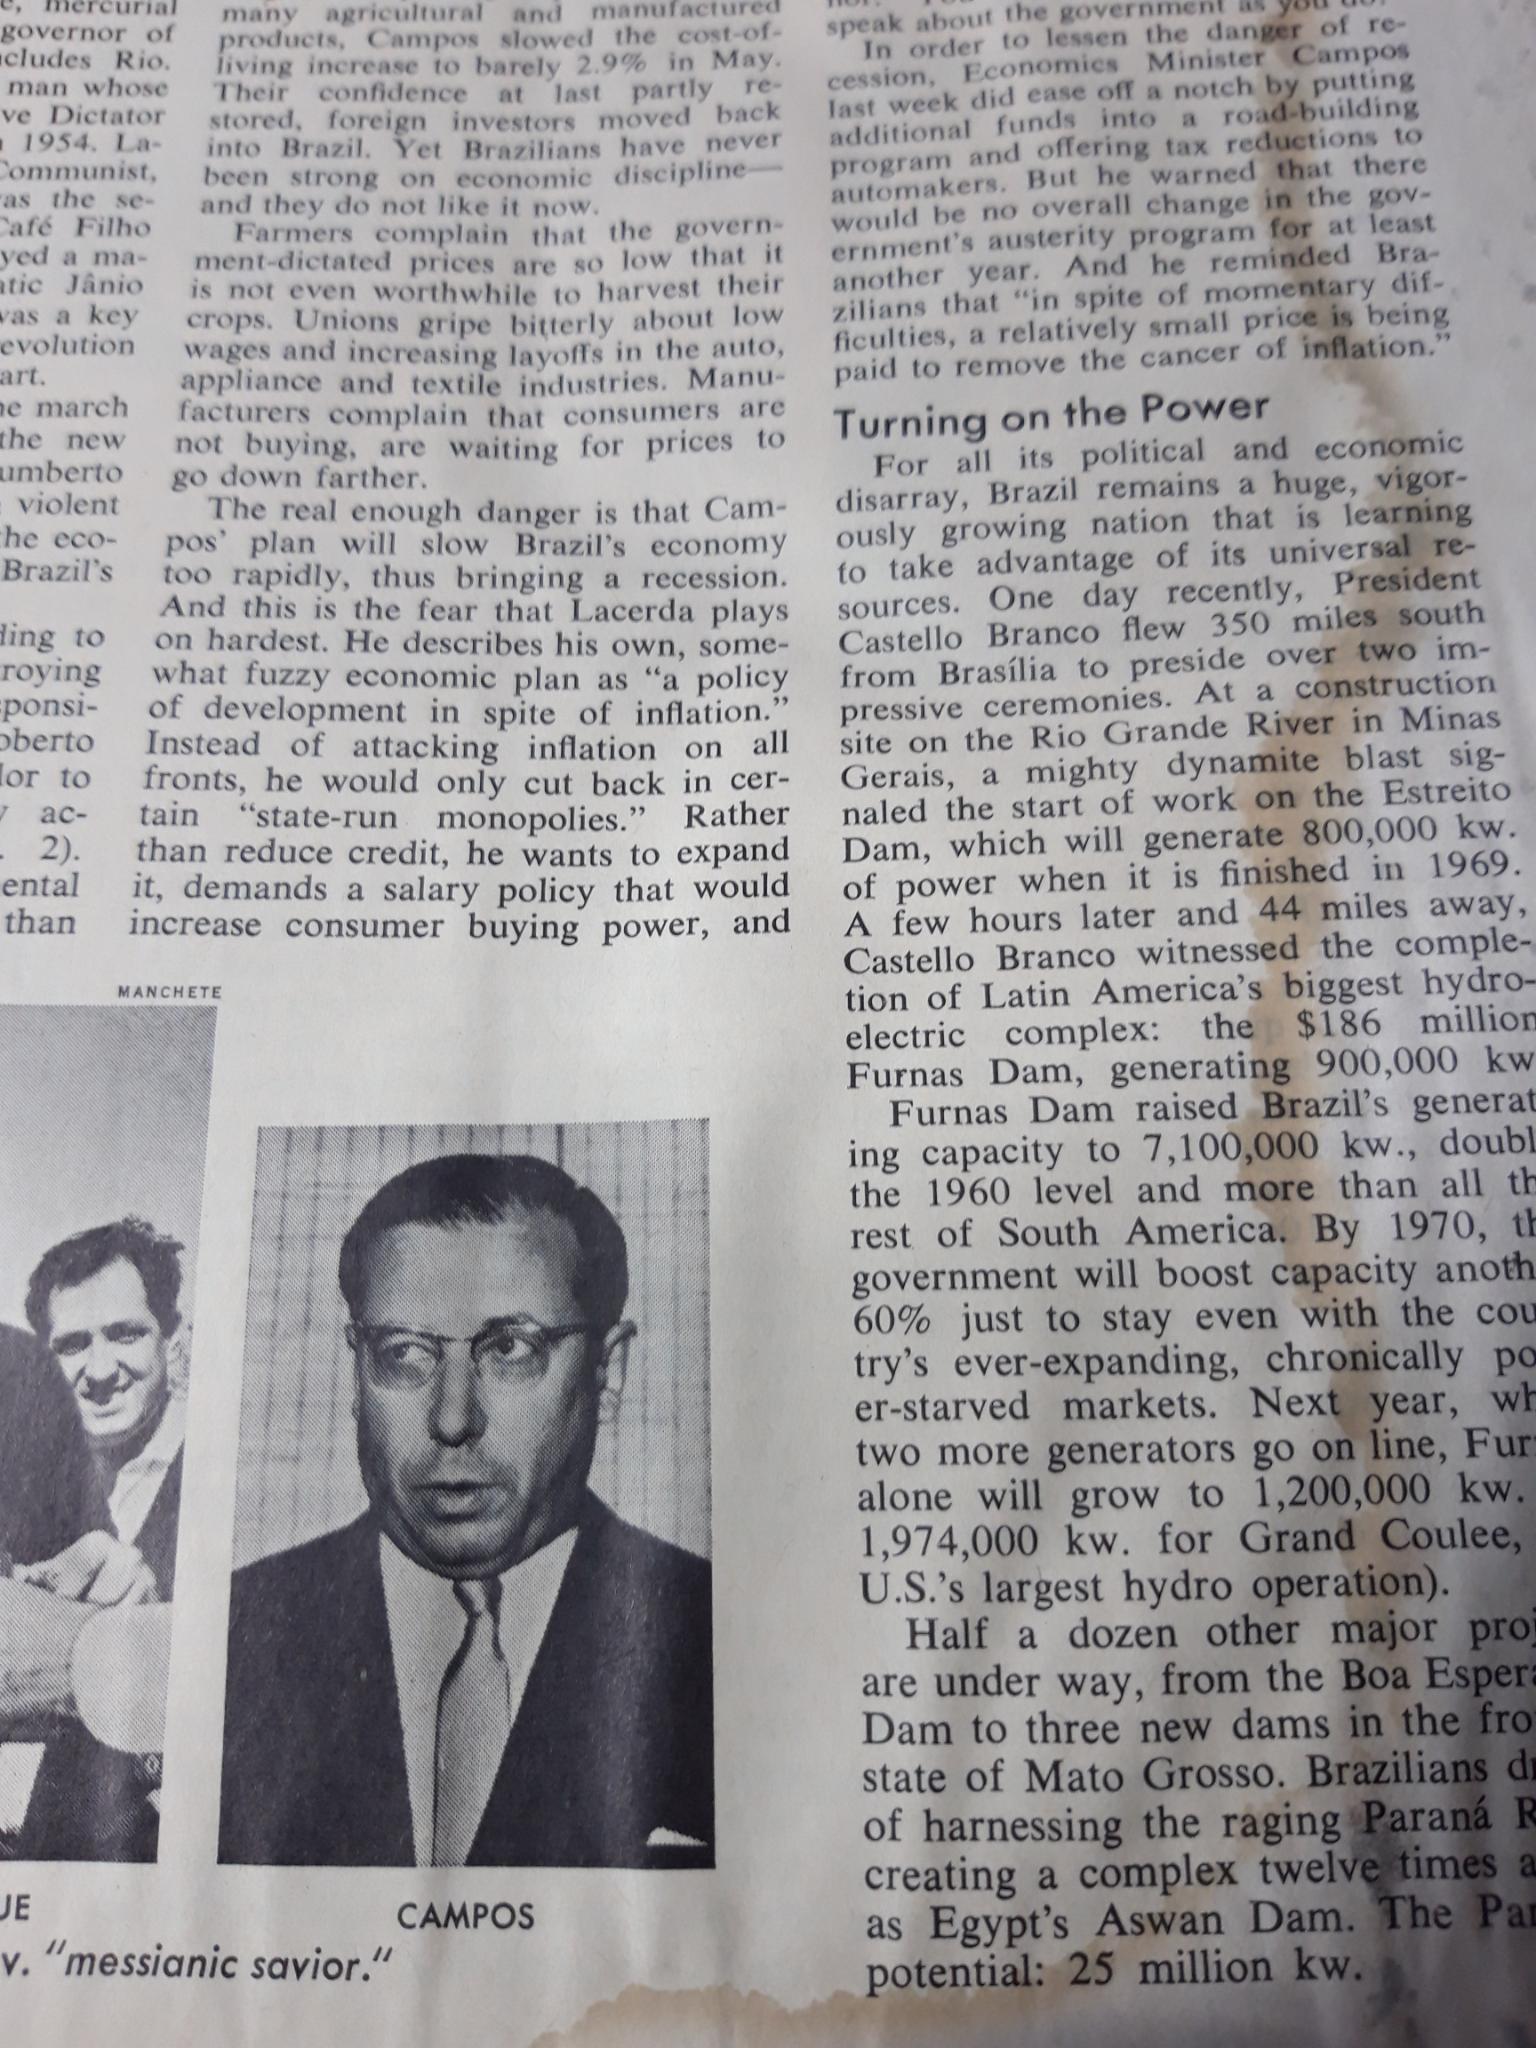 e, mercurial
governor of
cludes Rio.
man whose
ve Dictator
1954. La-
Communist,
as the se-
Café Filho
yed a ma-
atic Jânio
was a key
evolution
art.
he march
the new
umberto
violent
the eco-
Brazil's
ding to
roying
sponsi-
oberto
dor to
ac-
. 2).
ental
than
many agricultural and manufactured
products, Campos slowed the cost-of-
living increase to barely 2.9% in May.
Their confidence at last partly re-
stored, foreign investors moved back
into Brazil. Yet Brazilians have never
been strong on economic discipline—
and they do not like it now.
Farmers complain that the govern-
ment-dictated prices are so low that it
is not even worthwhile to harvest their
crops. Unions gripe bitterly about low
wages and increasing layoffs in the auto,
appliance and textile industries. Manu-
facturers complain that consumers are
not buying, are waiting for prices to
go down farther.
The real enough danger is that Cam-
pos' plan will slow Brazil's economy
too rapidly, thus bringing a recession.
And this is the fear that Lacerda plays
on hardest. He describes his own, some-
what fuzzy economic plan as "a policy
of development in spite of inflation."
Instead of attacking inflation on all
fronts, he would only cut back in cer-
tain "state-run monopolies." Rather
than reduce credit, he wants to expand
it, demands a salary policy that would
increase consumer buying power, and
MANCHETE
UE
CAMPOS
v. "messianic savior."
speak about the government as you do.
In order to lessen the danger of re-
cession, Economics Minister Campos
last week did ease off a notch by putting
additional funds into a road-building
program and offering tax reductions to
automakers. But he warned that there
would be no overall change in the gov-
ernment's austerity program for at least
another year. And he reminded Bra-
zilians that "in spite of momentary dif-
ficulties, a relatively small price is being
paid to remove the cancer of inflation."
Turning on the Power
For all its political and economic
disarray, Brazil remains a huge, vigor-
ously growing nation that is learning
to take advantage of its universal re-
sources. One day recently, President
Castello Branco flew 350 miles south
from Brasília to preside over two im-
pressive ceremonies. At a construction
site on the Rio Grande River in Minas
Gerais, a mighty dynamite blast sig-
naled the start of work on the Estreito
Dam, which will generate 800,000 kw.
of power when it is finished in 1969.
A few hours later and 44 miles away,
Castello Branco witnessed the comple-
tion of Latin America's biggest hydro-
electric complex: the $186 million
Furnas Dam, generating 900,000 kw
Furnas Dam raised Brazil's generat
ing capacity to 7,100,000 kw., doubl
the 1960 level and more than all th
rest of South America. By 1970, th
government will boost capacity anoth
60% just to stay even with the cou
try's ever-expanding, chronically po
er-starved markets. Next year, wh
two more generators go on line, Fur
alone will grow to 1,200,000 kw.
1,974,000 kw. for Grand Coulee,
U.S.'s largest hydro operation).
Half a dozen other major proj
are under way, from the Boa Espera
Dam to three new dams in the fro
state of Mato Grosso. Brazilians dr
of harnessing the raging Paraná R
creating a complex twelve times a
as Egypt's Aswan Dam. The Par
potential: 25 million kw.